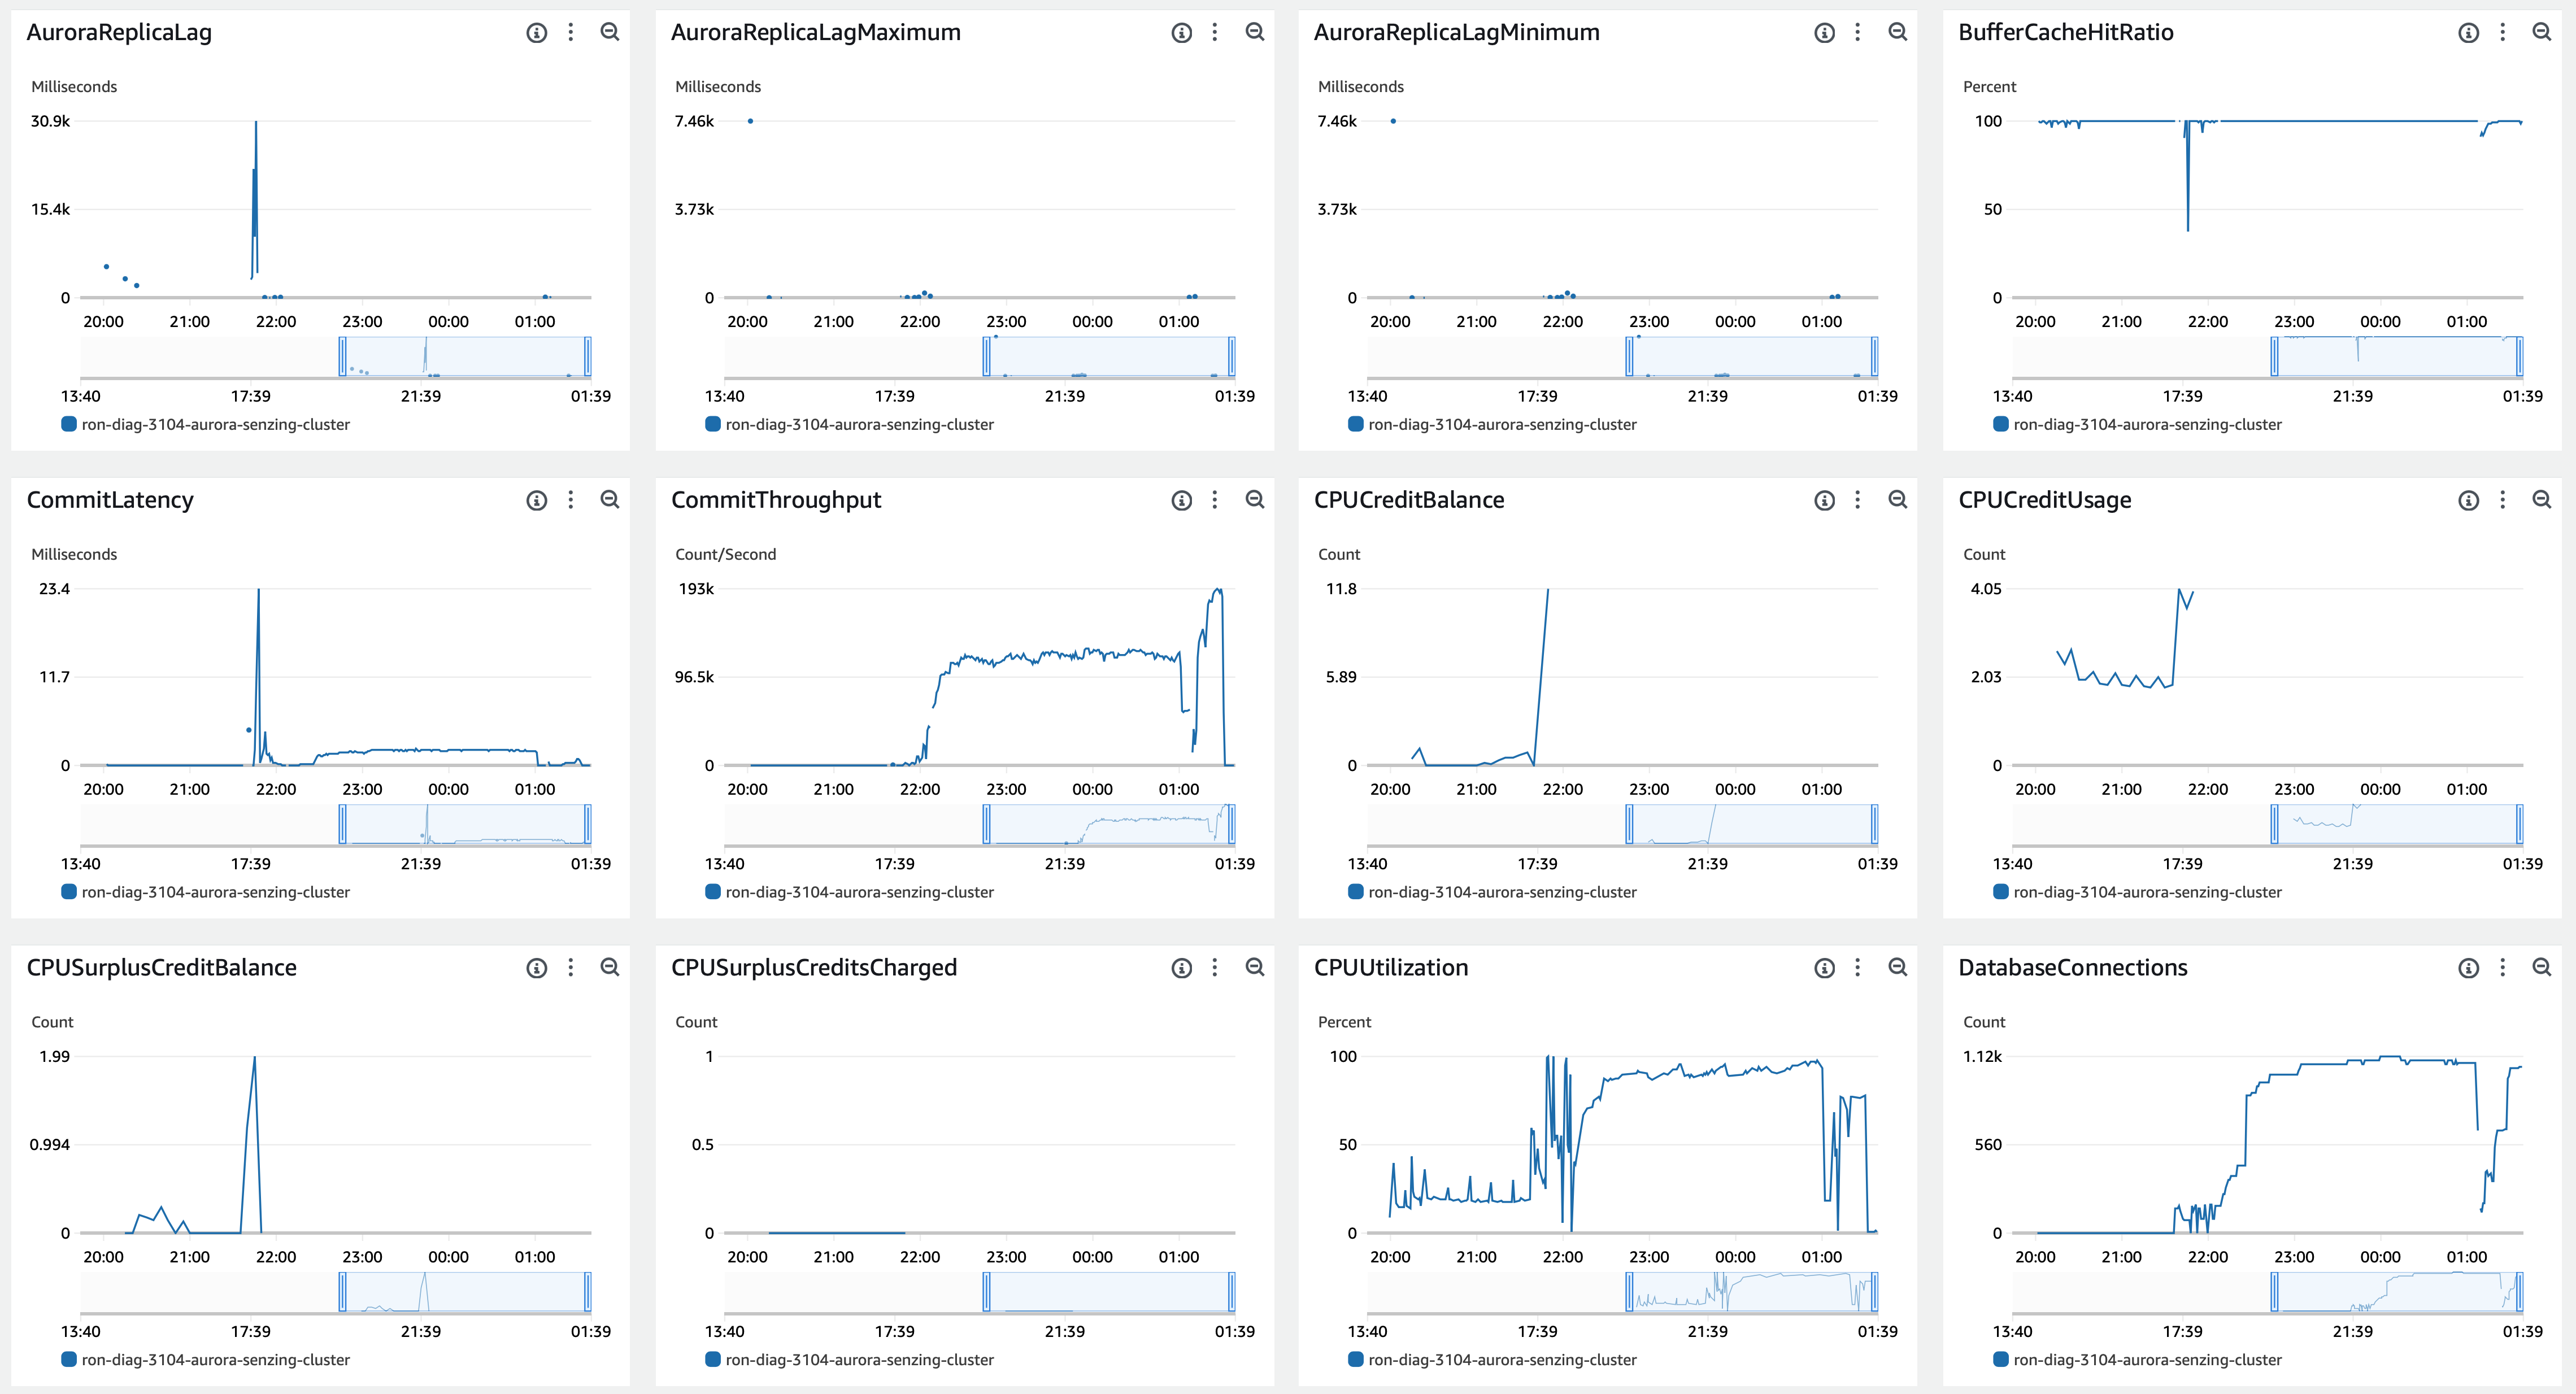 AuroraReplicaLag
Milliseconds
30.9k
15.4k
0
20:00 21:00 22:00 23:00 00:00 01:00
13:40 17:39 21:39 01:39
ron-diag-3104-aurora-senzing-cluster
AuroraReplicaLagMaximum
Milliseconds
7.46k
3.73k
0
20:00 21:00 22:00 23:00 00:00 01:00
13:40 17:39 21:39 01:39
ron-diag-3104-aurora-senzing-cluster
AuroraReplicaLagMinimum
Milliseconds
7.46k
3.73k
0
20:00 21:00 22:00 23:00 00:00 01:00
13:40 17:39 21:39 01:39
ron-diag-3104-aurora-senzing-cluster
BufferCacheHitRatio
Percent
100
50
0
20:00 21:00 22:00 23:00 00:00 01:00
13:40 17:39 21:39 01:39
ron-diag-3104-aurora-senzing-cluster
CommitLatency
Milliseconds
23.4
11.7
0
20:00 21:00 22:00 23:00 00:00 01:00
13:40 17:39 21:39 01:39
ron-diag-3104-aurora-senzing-cluster
CommitThroughput
Count/Second
193k
96.5k
0
20:00 21:00 22:00 23:00 00:00 01:00
13:40 17:39 21:39 01:39
ron-diag-3104-aurora-senzing-cluster
CPUCreditBalance
Count
11.8
5.89
0
20:00 21:00 22:00 23:00 00:00 01:00
13:40 17:39 21:39 01:39
ron-diag-3104-aurora-senzing-cluster
CPUCreditUsage
Count
4.05
2.03
0
20:00 21:00 22:00 23:00 00:00 01:00
13:40 17:39 21:39 01:39
ron-diag-3104-aurora-senzing-cluster
CPUSurplusCreditBalance
Count
1.99
0.994
0
20:00 21:00 22:00 23:00 00:00 01:00
13:40 17:39 21:39 01:39
ron-diag-3104-aurora-senzing-cluster
CPUSurplusCreditsCharged
Count
1
0.5
0
20:00 21:00 22:00 23:00 00:00 01:00
13:40 17:39 21:39 01:39
ron-diag-3104-aurora-senzing-cluster
CPUUtilization
Percent
100
50
0
20:00 21:00 22:00 23:00 00:00 01:00
13:40 17:39 21:39 01:39
ron-diag-3104-aurora-senzing-cluster
DatabaseConnections
Count
1.12k
560
0
20:00 21:00 22:00 23:00 00:00 01:00
13:40 17:39 21:39 01:39
ron-diag-3104-aurora-senzing-cluster